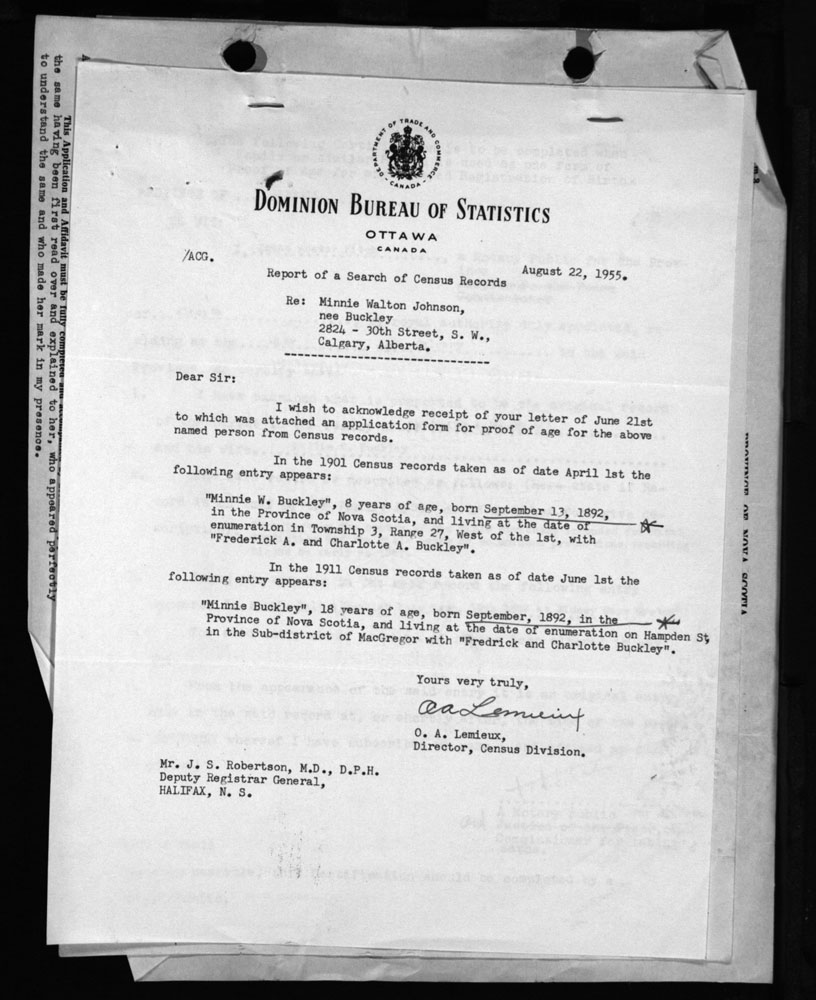 DEPARTMENT OF TRADE AND COMMERCE
CANADA
DOMINION BUREAU OF STATISTICS
OTTAWA
CANADA
/ACG.
August 22, 1955.
Report of a Search of Census Records
Re: Minnie Walton Johnson,
nee Buckley
2824 - 30th Street, S. W.,
Calgary, Alberta.
Dear Sir:
I wish to acknowledge receipt of your letter of June 21st
to which was attached an application form for proof of age for the above
named person from Census records.
In the 1901 Census records taken as of date April 1st the
following entry appears:
"Minnie W. Buckley", 8 years of age, born September 13, 1892,
in the Province of Nova Scotia, and living at the date of
enumeration in Township 3, Range 27, West of the 1st, with
"Frederick A. and Charlotte A. Buckley".
In the 1911 Census records taken as of date June 1st the
following entry appears:
"Minnie Buckley", 18 years of age, born September, 1892, in the
Province of Nova Scotia, and living at the date of enumeration on Hampden St,
in the Sub-district of MacGregor with "Fredrick and Charlotte Buckley".
Yours very truly,
O A Lemieux
O. A. Lemieux,
Director, Census Division.
Mr. J. S. Robertson, M.D., D.P.H.
Deputy Registrar General,
HALIFAX, N. S.
This Application and Affidavit must be fully completed and
the same having been first read over and explained to her, who appeared perfectly
to understand the same and who made her mark in my presence.
PROVINCE OF NOVA SCOTIA